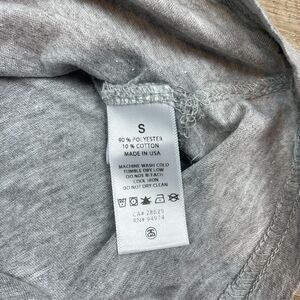 S
90 % POLYESTER
10 % COTTON
MADE IN USA
MACHINE WASH COLD
TUMBLE DRY LOW
DO NOT BLEACH
COOL IRON
DO NOT DRY CLEAN
CA# 28625
RN# 94974